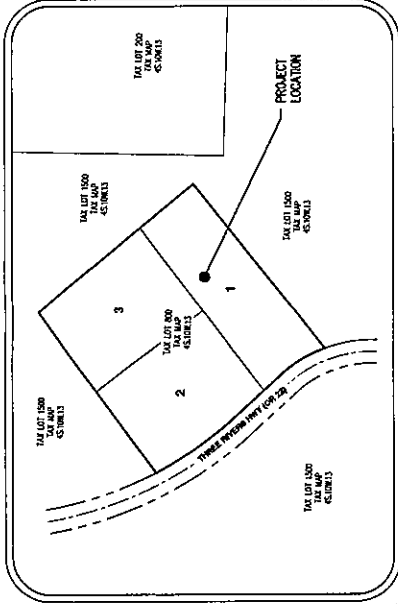 TAX LOT 200
TAX MAP
4S.10W.13
TAX LOT 1500
TAX MAP
4S.10W.13
PROJECT
LOCATION
TAX LOT 1500
TAX MAP
4S.10W.13
3
TAX LOT 800
TAX MAP
4S.10W.13
1
2
TAX LOT 1500
TAX MAP
4S.10W.13
THREE RIVERS HWY (OR 22)
TAX LOT 1500
TAX MAP
4S.10W.13